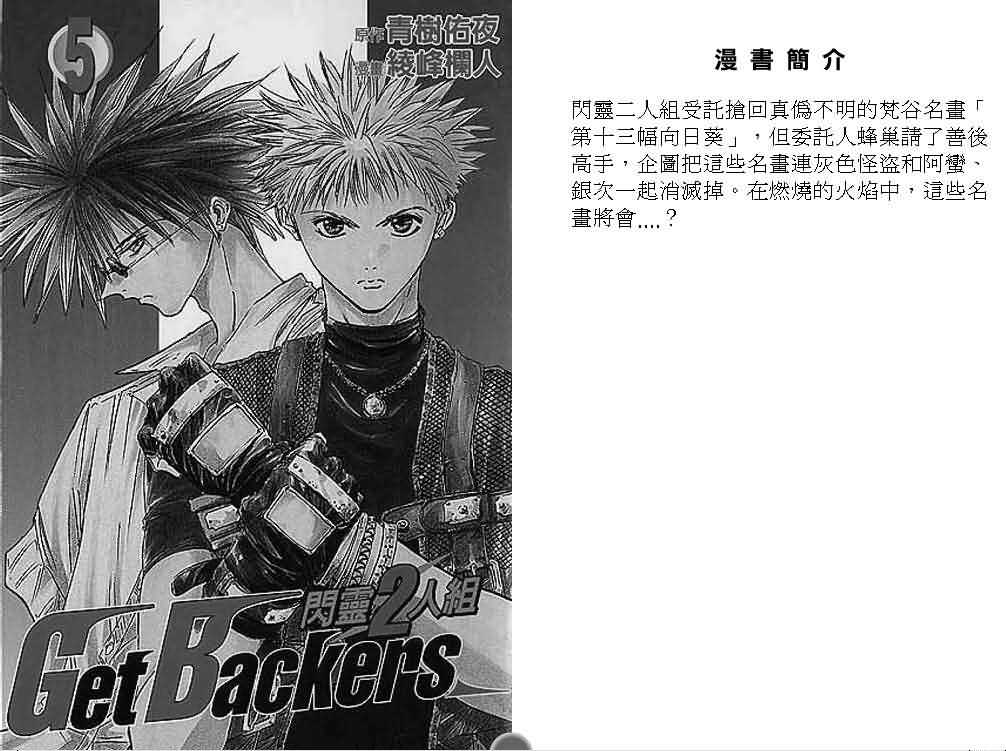 5
原作 青樹佑夜
漫畫 綾峰欄人
閃靈2人組
Get Backers
漫書簡介
閃靈二人組受託搶回真僞不明的梵谷名畫「
第十三幅向日葵」，但委託人蜂巢請了善後
高手，企圖把這些名畫連灰色怪盜和阿蠻、
銀次一起消滅掉。在燃燒的火焰中，這些名
畫將會....？